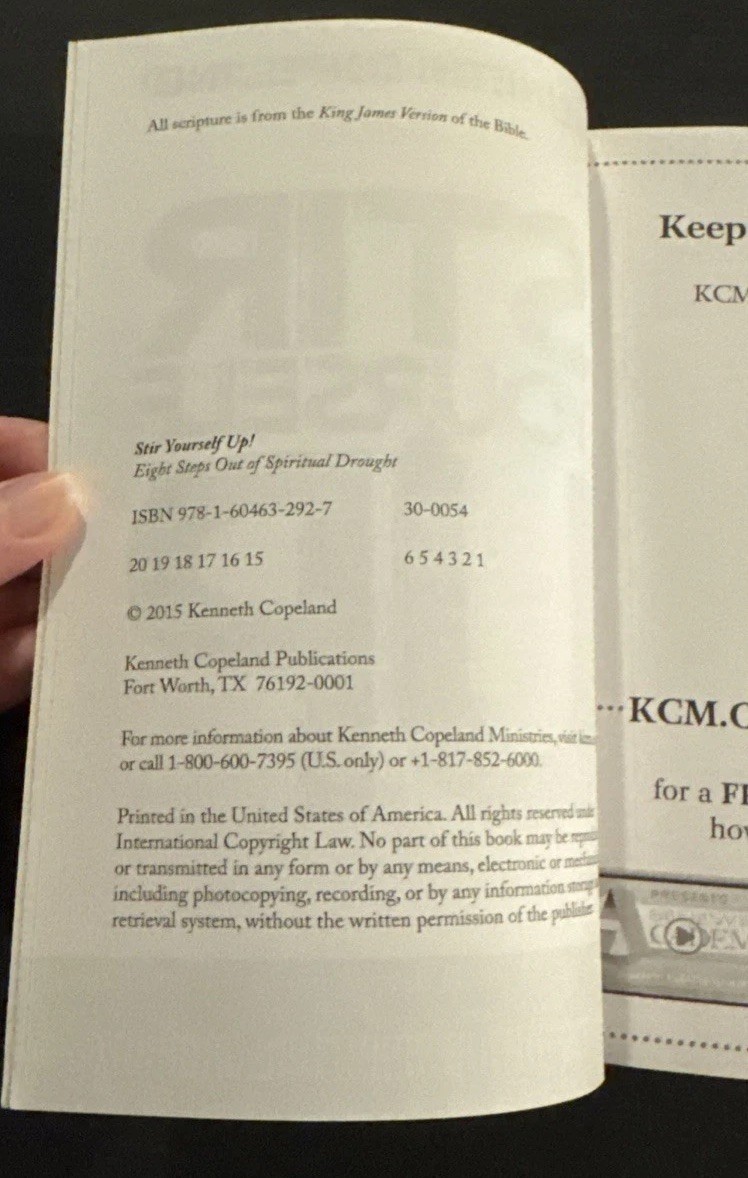 All scripture is from the King James Version of the Bible.
Stir Yourself Up!
Eight Steps Out of Spiritual Drought
ISBN 978-1-60463-292-7 30-0054
20 19 18 17 16 15 6 5 4 3 2 1
© 2015 Kenneth Copeland
Kenneth Copeland Publications
Fort Worth, TX 76192-0001
For more information about Kenneth Copeland Ministries, visit
or call 1-800-600-7395 (U.S. only) or +1-817-852-6000.
Printed in the United States of America. All rights reserved under
International Copyright Law. No part of this book may be
or transmitted in any form or by any means, electronic or
including photocopying, recording, or by any information storage
retrieval system, without the written permission of the publisher.
Keep
KCM
KCM.O
for a
how